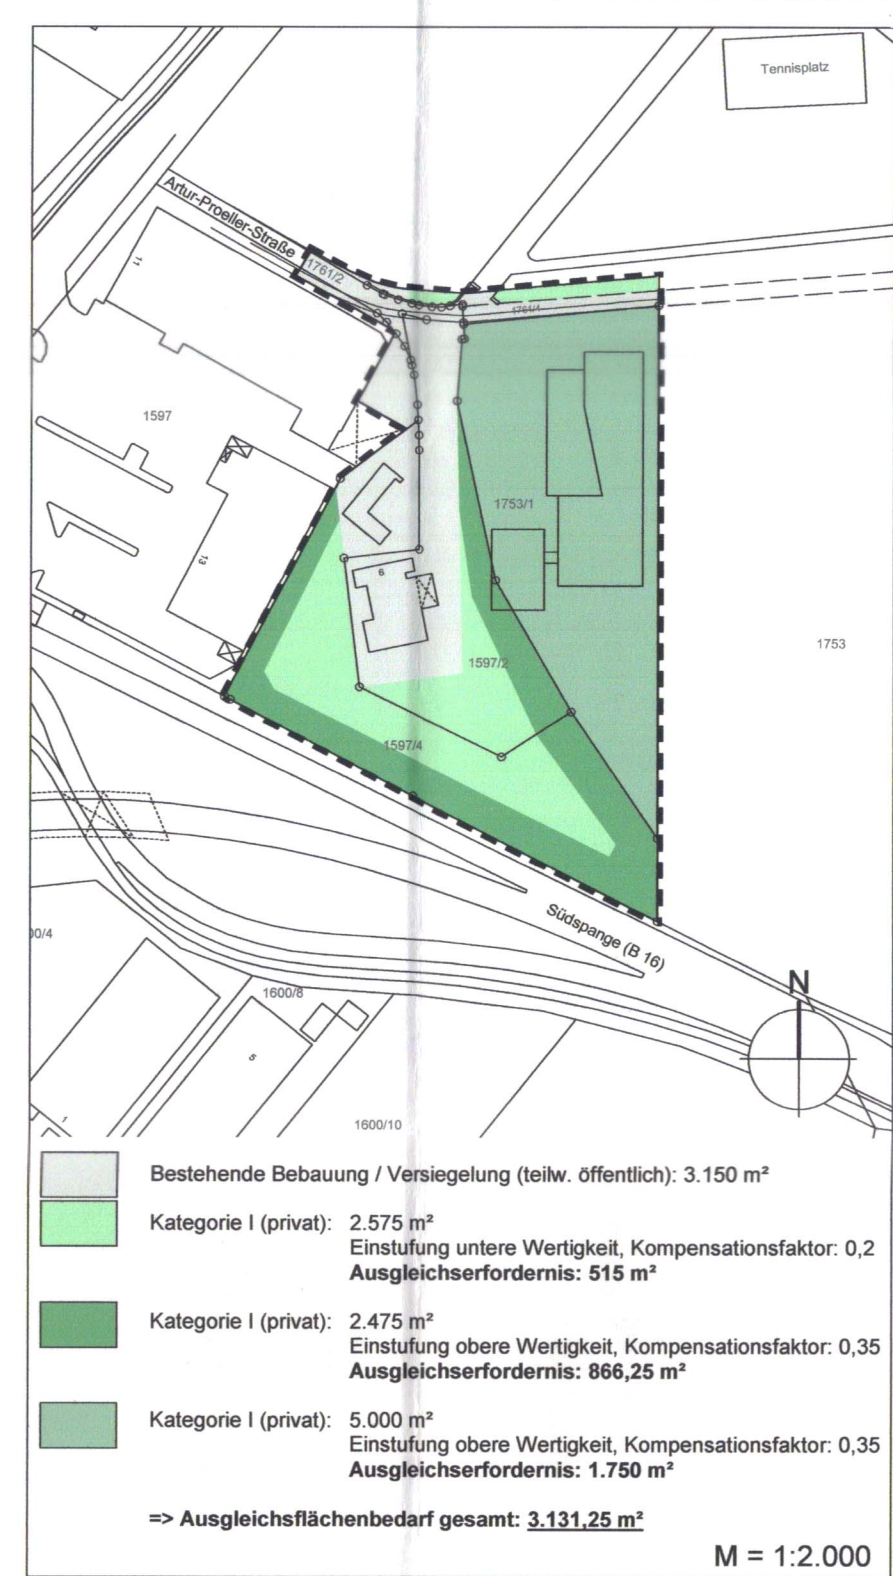 Tennisplatz
Artur-Proeller-Straße
1761/2
11
1761/1
1597
1753/1
13
6
1753
1597/2
1597/4
Südspange (B 16)
00/4
N
1600/8
5
1
1600/10
Bestehende Bebauung / Versiegelung (teilw. öffentlich): 3.150 m²
Kategorie I (privat): 2.575 m²
Einstufung untere Wertigkeit, Kompensationsfaktor: 0,2
Ausgleichserfordernis: 515 m²
Kategorie I (privat): 2.475 m²
Einstufung obere Wertigkeit, Kompensationsfaktor: 0,35
Ausgleichserfordernis: 866,25 m²
Kategorie I (privat): 5.000 m²
Einstufung obere Wertigkeit, Kompensationsfaktor: 0,35
Ausgleichserfordernis: 1.750 m²
=> Ausgleichsflächenbedarf gesamt: 3.131,25 m²
M = 1:2.000